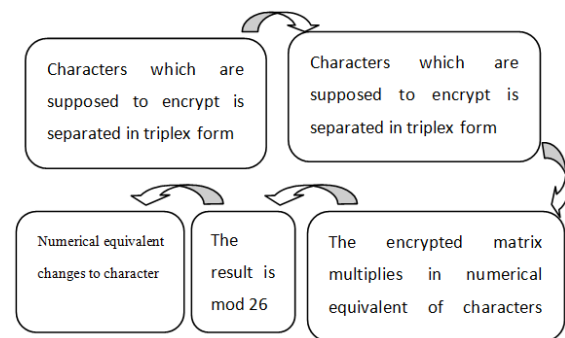 Characters which are
supposed to encrypt is
separated in triplex form
Characters which are
supposed to encrypt is
separated in triplex form
The encrypted matrix
multiplies in numerical
equivalent of characters
The
result is
mod 26
Numerical equivalent
changes to character